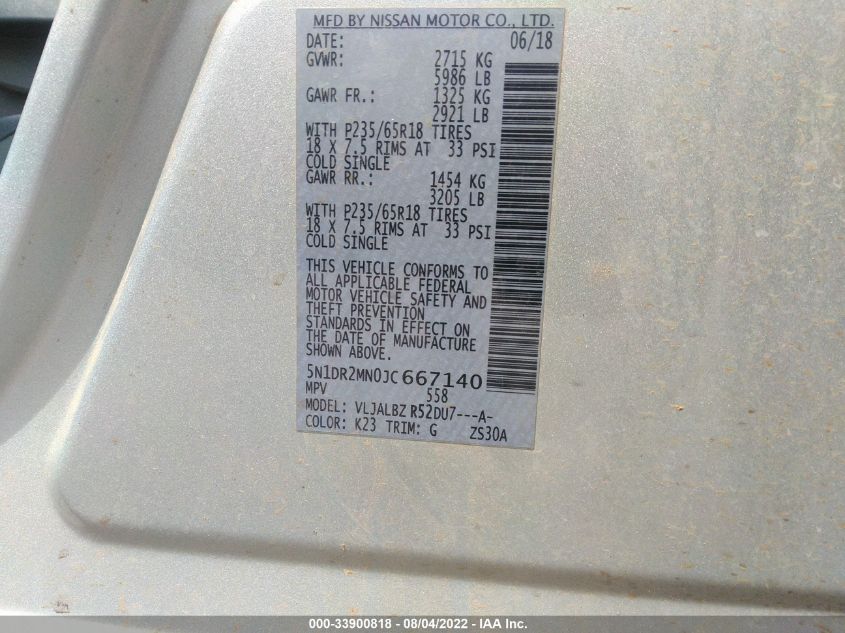 MFD BY NISSAN MOTOR CO., LTD.
DATE: 06/18
GVWR: 2715 KG
5986 LB
GAWR FR.: 1325 KG
2921 LB
WITH P235/65R18 TIRES
18 X 7.5 RIMS AT 33 PSI
COLD SINGLE
GAWR RR.: 1454 KG
3205 LB
WITH P235/65R18 TIRES
18 X 7.5 RIMS AT 33 PSI
COLD SINGLE
THIS VEHICLE CONFORMS TO
ALL APPLICABLE FEDERAL
MOTOR VEHICLE SAFETY AND
THEFT PREVENTION
STANDARDS IN EFFECT ON
THE DATE OF MANUFACTURE
SHOWN ABOVE.
5N1DR2MN0JC667140
MPV 558
MODEL: VLJALBZ R52DU7---A-
COLOR: K23 TRIM: G ZS30A
000-33900818 - 08/04/2022 - IAA Inc.